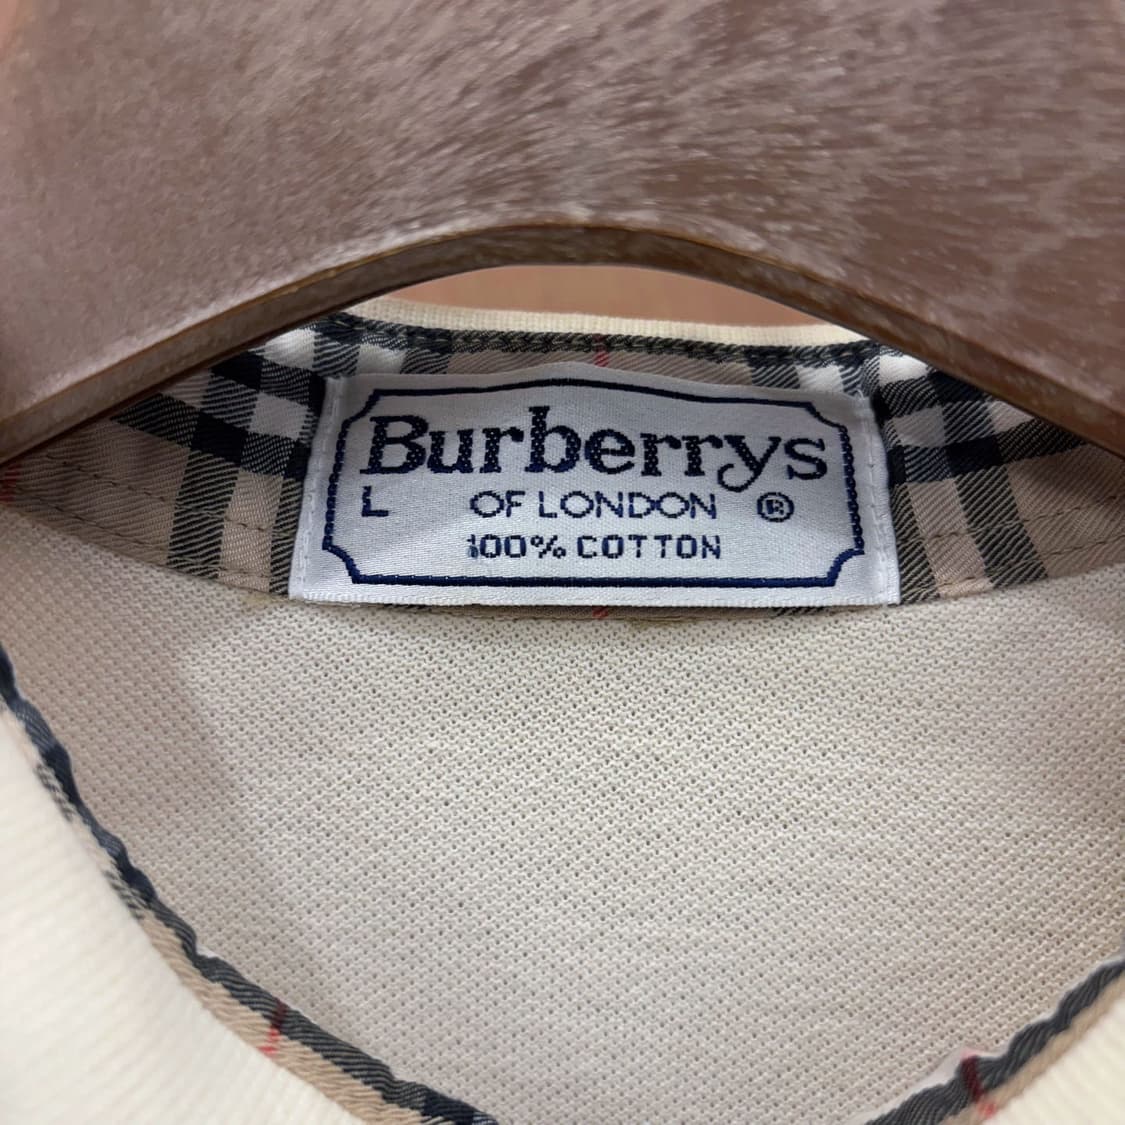 Burberrys
L OF LONDON ®
100% COTTON